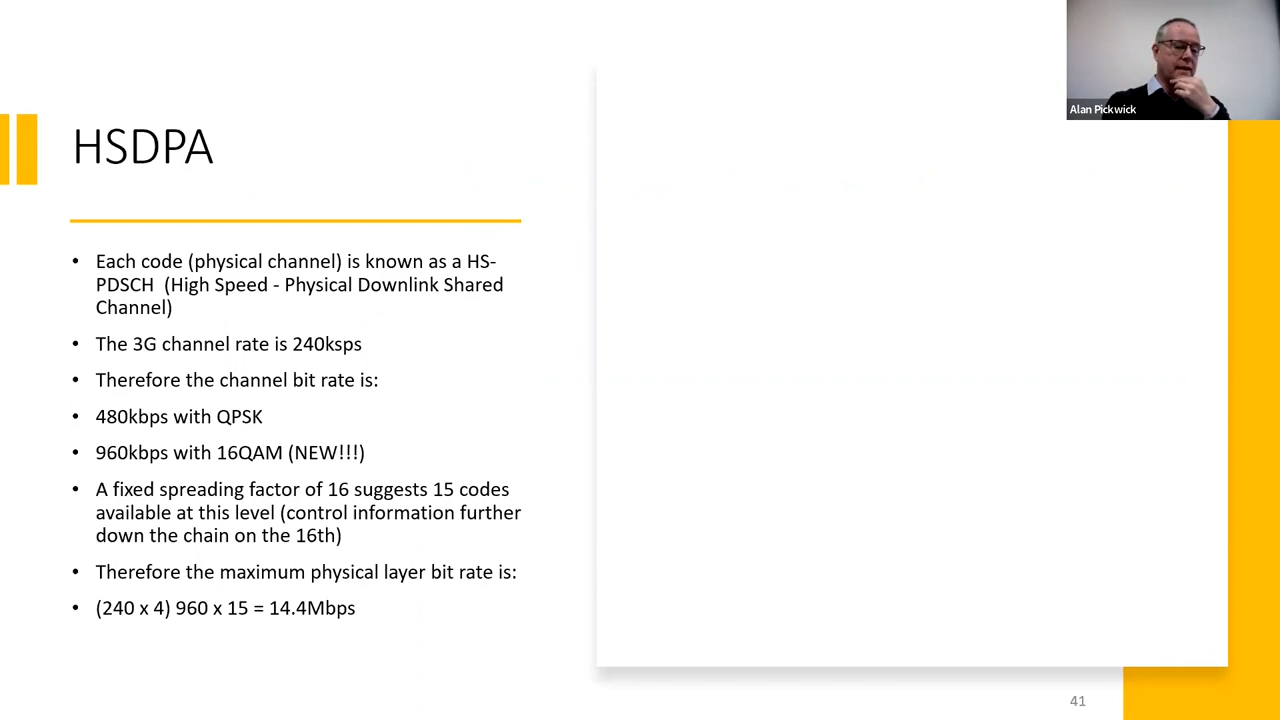 Alan Pickwick
HSDPA
• Each code (physical channel) is known as a HS-
PDSCH (High Speed - Physical Downlink Shared
Channel)
• The 3G channel rate is 240ksps
• Therefore the channel bit rate is:
• 480kbps with QPSK
• 960kbps with 16QAM (NEW!!!)
• A fixed spreading factor of 16 suggests 15 codes
available at this level (control information further
down the chain on the 16th)
• Therefore the maximum physical layer bit rate is:
• (240 x 4) 960 x 15 = 14.4Mbps
41